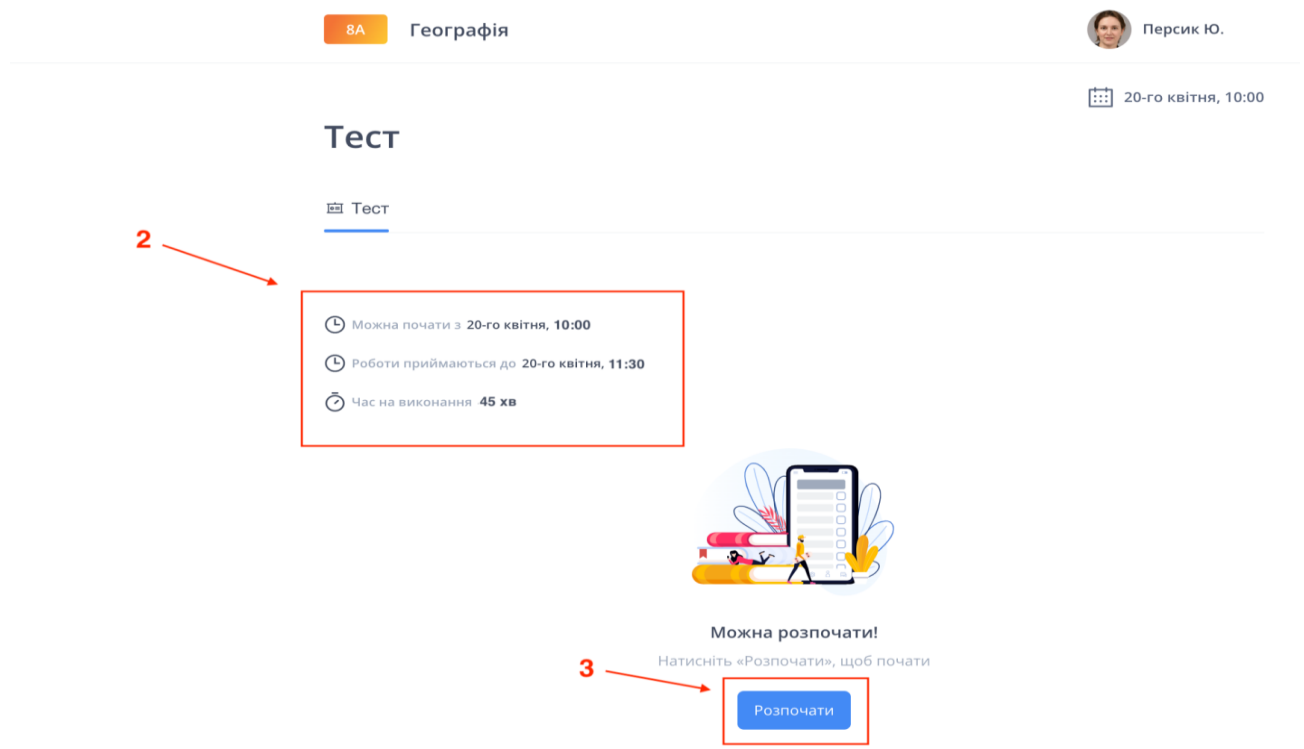 8А Географія Персик Ю.
20-го квітня, 10:00
Тест
Тест
2
Можна почати з 20-го квітня, 10:00
Роботи приймаються до 20-го квітня, 11:30
Час на виконання 45 хв
Можна розпочати!
Натисніть «Розпочати», щоб почати
3
Розпочати